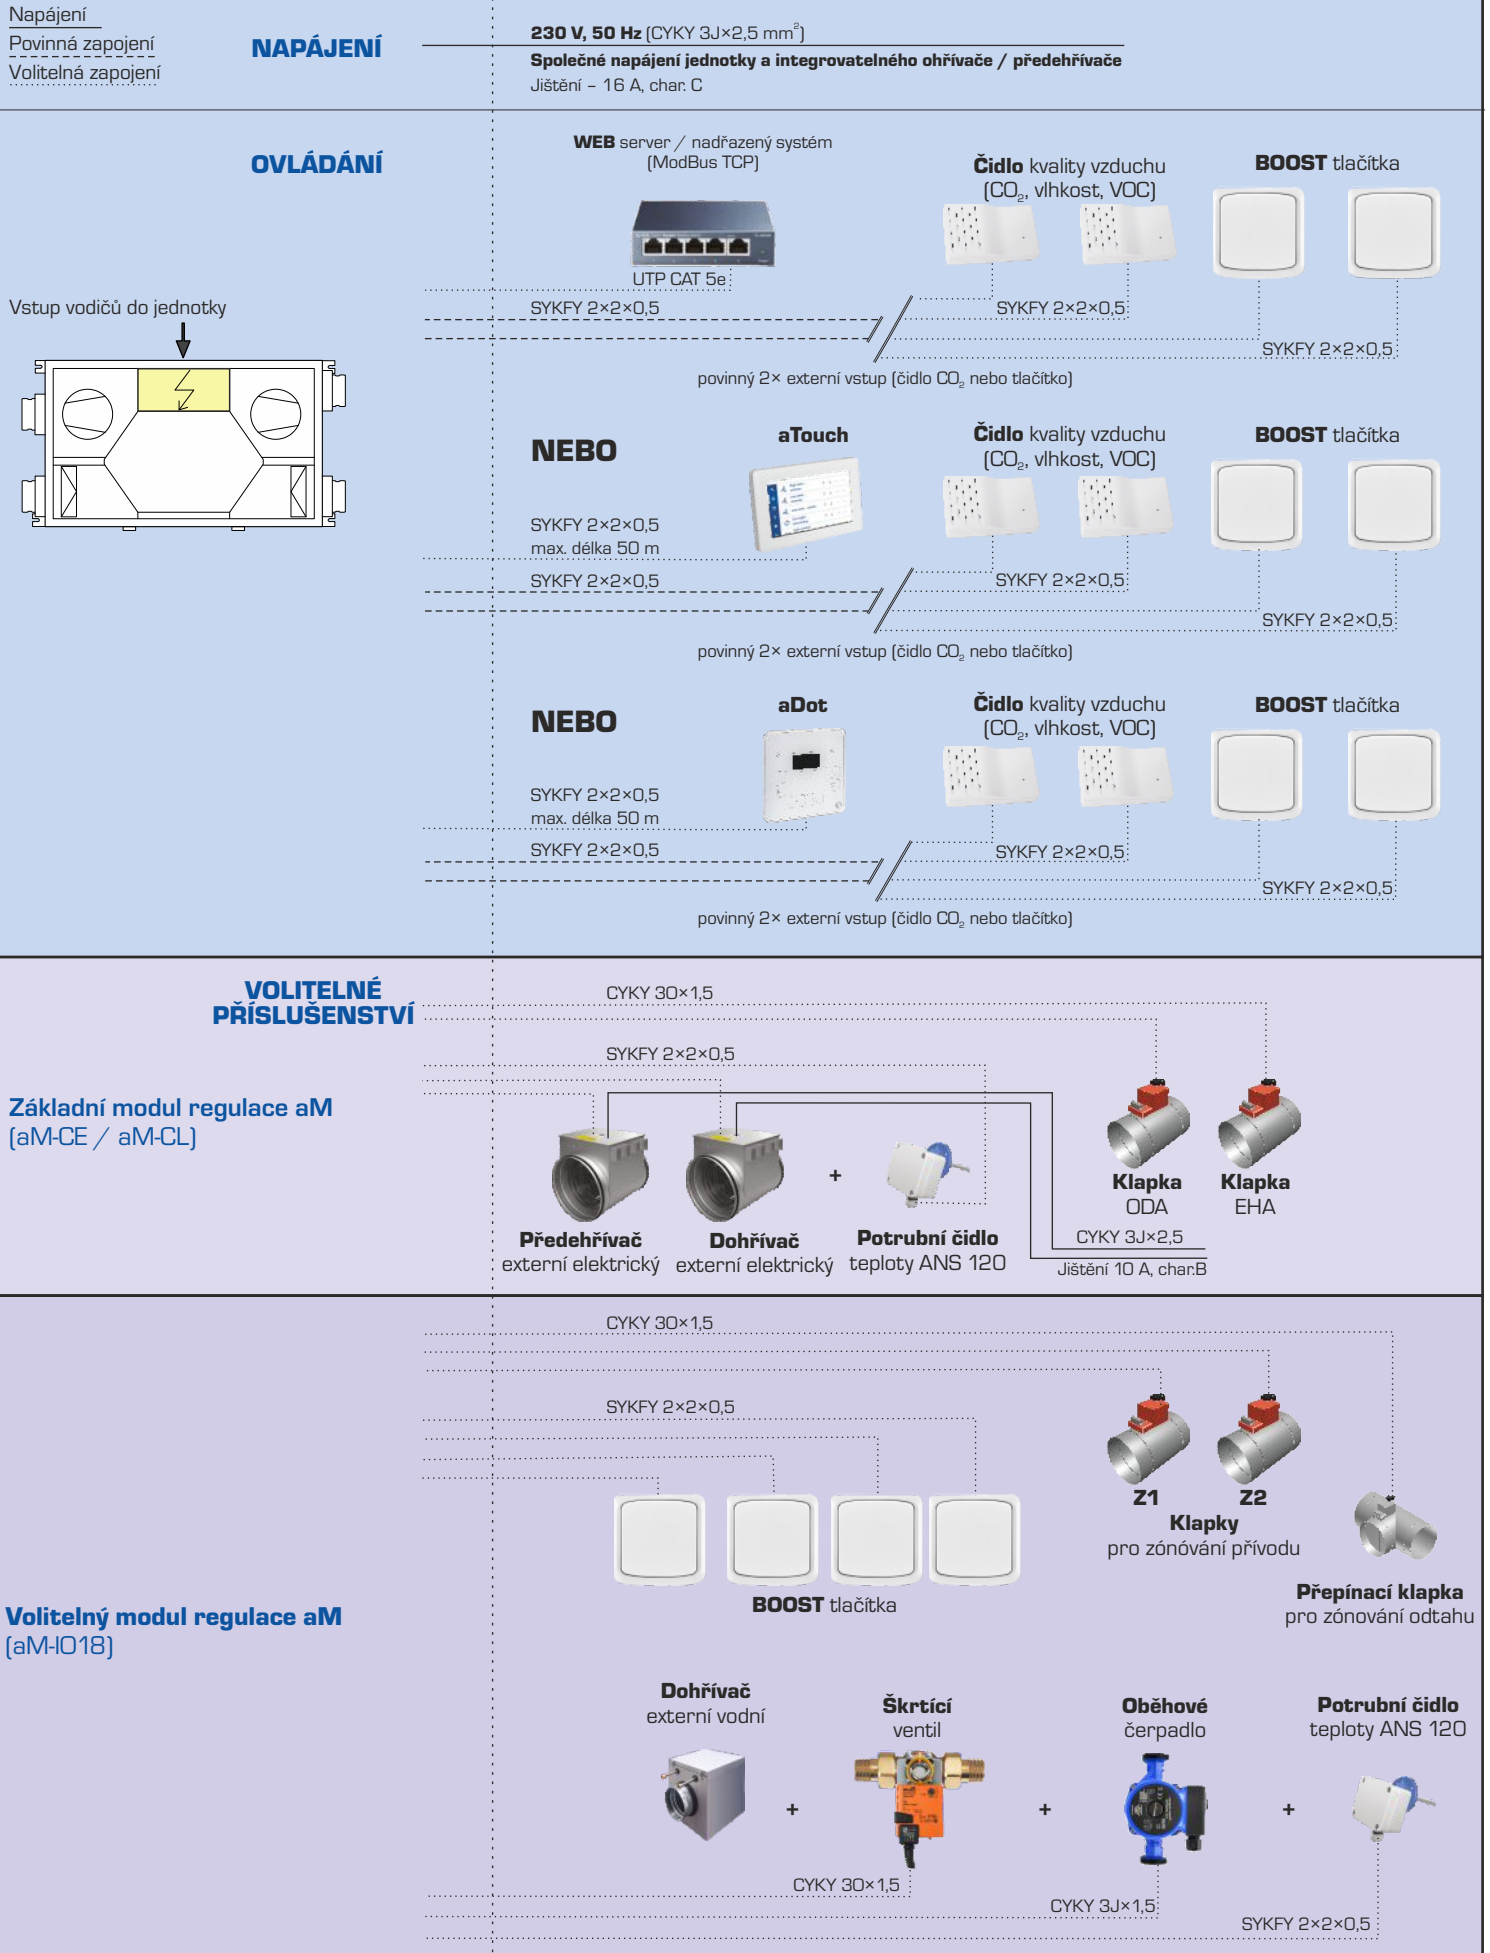 Napájení
Povinná zapojení
Volitelná zapojení
NAPÁJENÍ
230 V, 50 Hz (CYKY 3J×2,5 mm²)
Společné napájení jednotky a integrovatelného ohřívače / předehřívače
Jištění – 16 A, char. C
OVLÁDÁNÍ
WEB server / nadřazený systém
(ModBus TCP)
Čidlo kvality vzduchu
(CO₂, vlhkost, VOC)
BOOST tlačítka
UTP CAT 5e
SYKFY 2×2×0,5
SYKFY 2×2×0,5
SYKFY 2×2×0,5
povinný 2× externí vstup (čidlo CO₂ nebo tlačítko)
Vstup vodičů do jednotky
NEBO
aTouch
Čidlo kvality vzduchu
(CO₂, vlhkost, VOC)
BOOST tlačítka
SYKFY 2×2×0,5
max. délka 50 m
SYKFY 2×2×0,5
SYKFY 2×2×0,5
SYKFY 2×2×0,5
povinný 2× externí vstup (čidlo CO₂ nebo tlačítko)
NEBO
aDot
Čidlo kvality vzduchu
(CO₂, vlhkost, VOC)
BOOST tlačítka
SYKFY 2×2×0,5
max. délka 50 m
SYKFY 2×2×0,5
SYKFY 2×2×0,5
SYKFY 2×2×0,5
povinný 2× externí vstup (čidlo CO₂ nebo tlačítko)
VOLITELNÉ
PŘÍSLUŠENSTVÍ
CYKY 3O×1,5
SYKFY 2×2×0,5
Základní modul regulace aM
(aM-CE / aM-CL)
+
Klapka
ODA
Klapka
EHA
Předehřívač
externí elektrický
Dohřívač
externí elektrický
Potrubní čidlo
teploty ANS 120
CYKY 3J×2,5
Jištění 10 A, char.B
CYKY 3O×1,5
SYKFY 2×2×0,5
Z1
Z2
Klapky
pro zónóvání přívodu
BOOST tlačítka
Přepínací klapka
pro zónování odtahu
Volitelný modul regulace aM
(aM-IO18)
Dohřívač
externí vodní
Škrtící
ventil
Oběhové
čerpadlo
Potrubní čidlo
teploty ANS 120
+
+
+
CYKY 3O×1,5
CYKY 3J×1,5
SYKFY 2×2×0,5